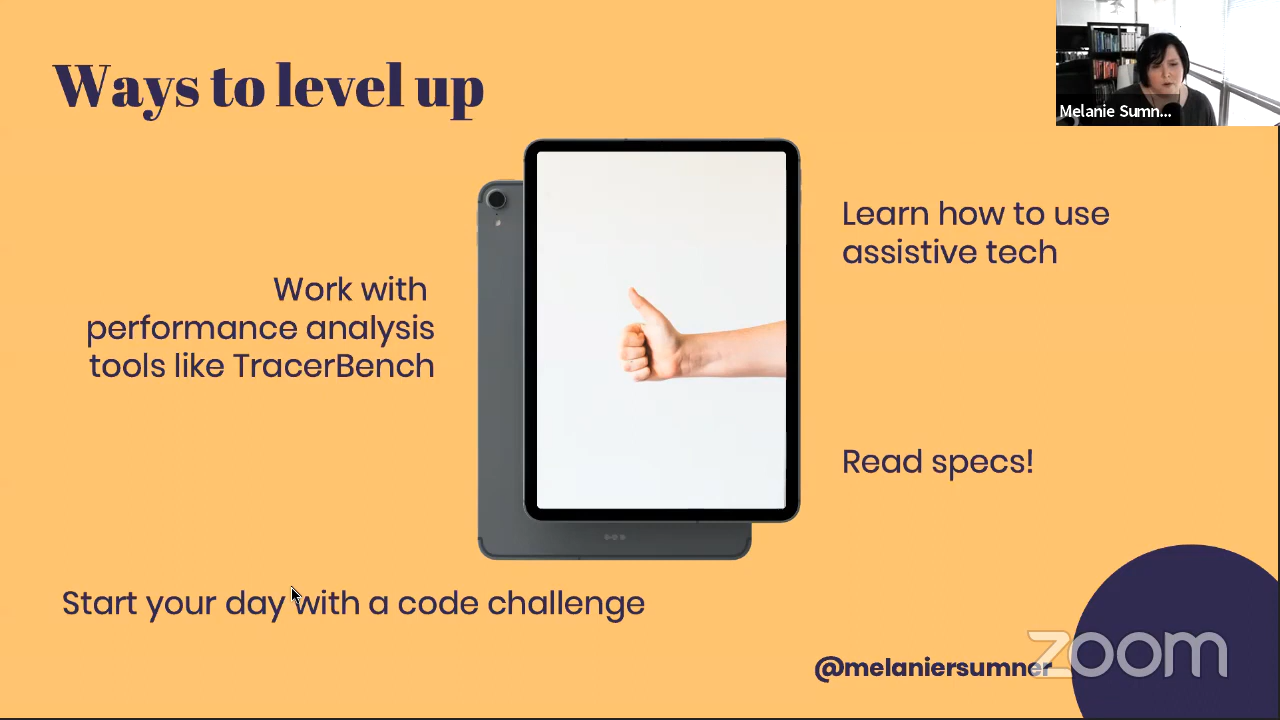 Ways to level up
Melanie Sumn...
Learn how to use
assistive tech
Work with
performance analysis
tools like TracerBench
Read specs!
Start your day with a code challenge
@melaniersumner
zoom